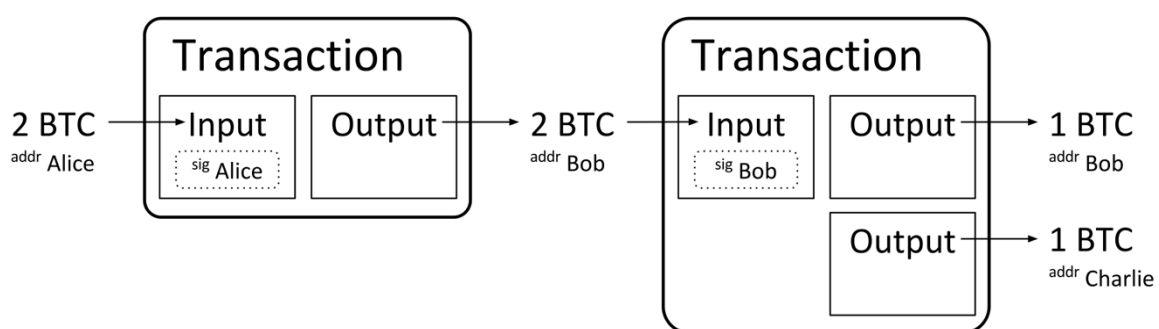 Transaction
2 BTC
addr Alice
Input
sig Alice
Output
2 BTC
addr Bob
Transaction
Input
sig Bob
Output
1 BTC
addr Bob
Output
1 BTC
addr Charlie